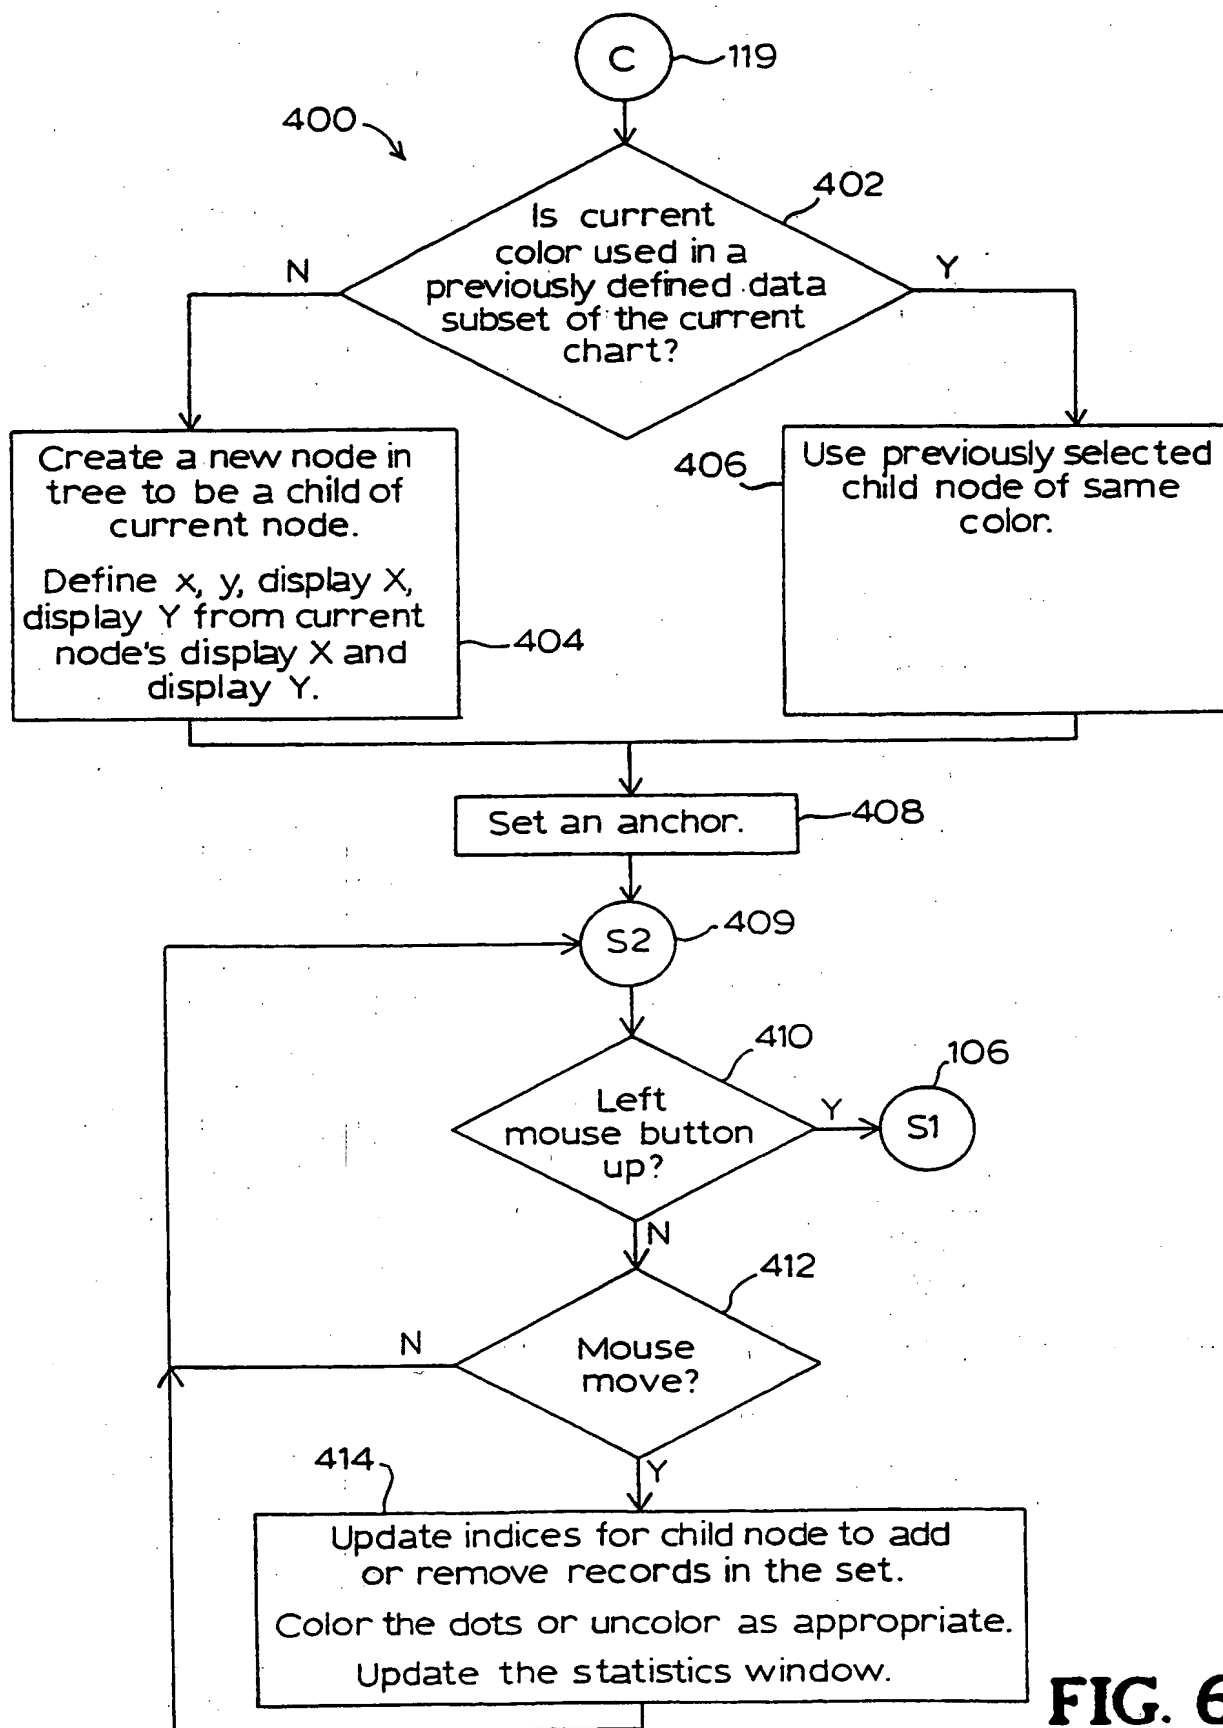 C
119
400
402
Is current
color used in a
previously defined data
subset of the current
chart?
N
Y
Create a new node in
tree to be a child of
current node.
Define x, y, display X,
display Y from current
node's display X and
display Y.
404
406
Use previously selected
child node of same
color.
Set an anchor.
408
S2
409
410
106
Left
mouse button
up?
Y
S1
N
412
N
Mouse
move?
414
Y
Update indices for child node to add
or remove records in the set.
Color the dots or uncolor as appropriate.
Update the statistics window.
FIG. 6